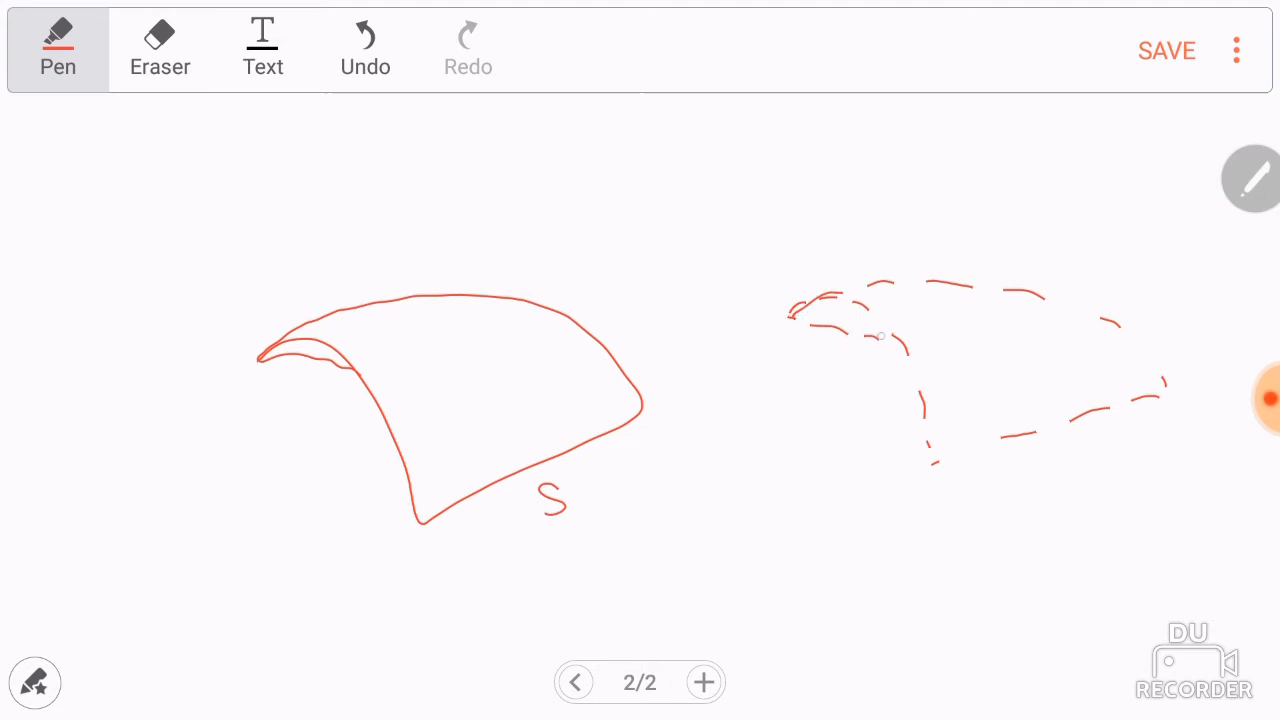 Pen
Eraser
T
Text
Undo
Redo
SAVE
S
2/2
DU
RECORDER